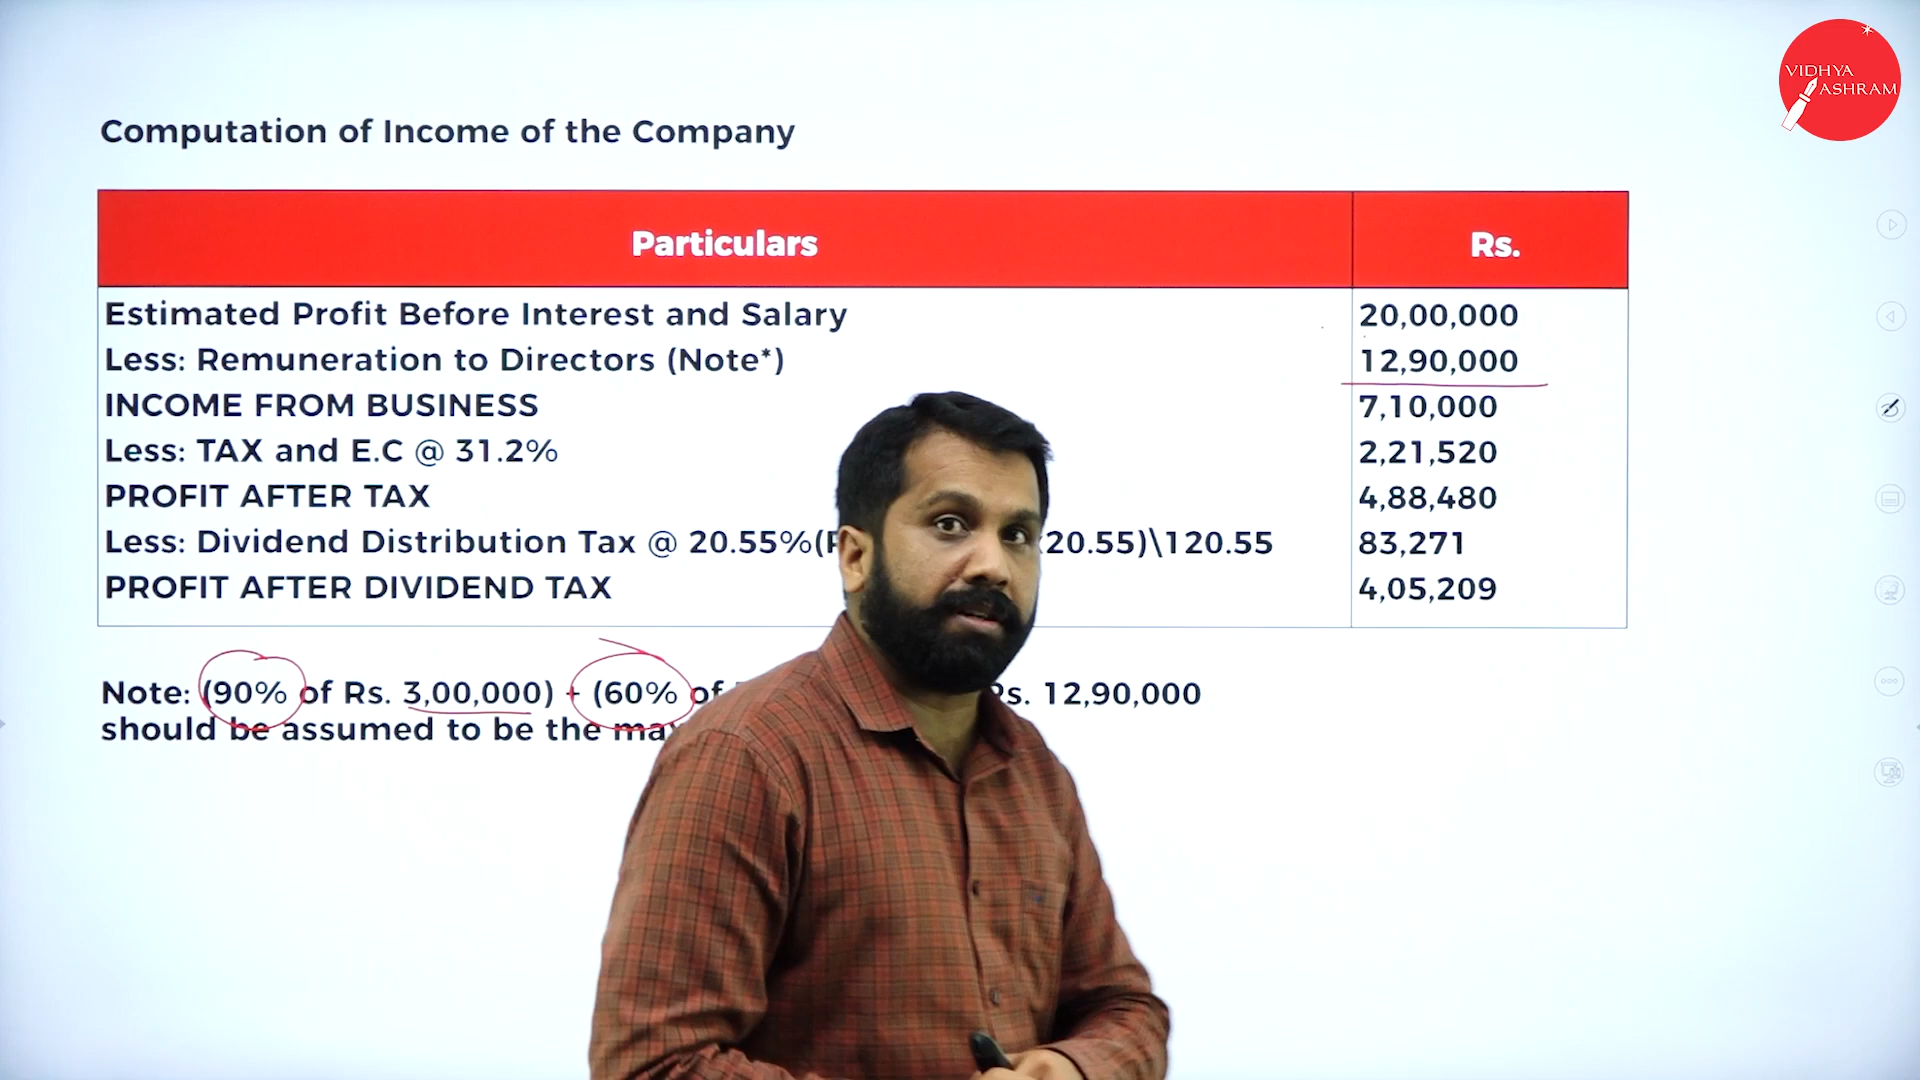 VIDHYA
ASHRAM
Computation of Income of the Company
Particulars Rs.
Estimated Profit Before Interest and Salary 20,00,000
Less: Remuneration to Directors (Note*) 12,90,000
INCOME FROM BUSINESS 7,10,000
Less: TAX and E.C @ 31.2% 2,21,520
PROFIT AFTER TAX 4,88,480
Less: Dividend Distribution Tax @ 20.55%( 20.55)\120.55 83,271
PROFIT AFTER DIVIDEND TAX 4,05,209
Note: (90% of Rs. 3,00,000) + (60% of Rs. 12,90,000
should be assumed to be the